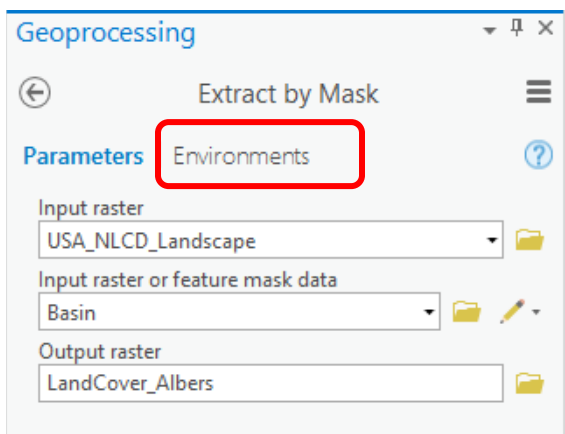 Geoprocessing
Extract by Mask
Parameters Environments ?
Input raster
USA_NLCD_Landscape
Input raster or feature mask data
Basin
Output raster
LandCover_Albers